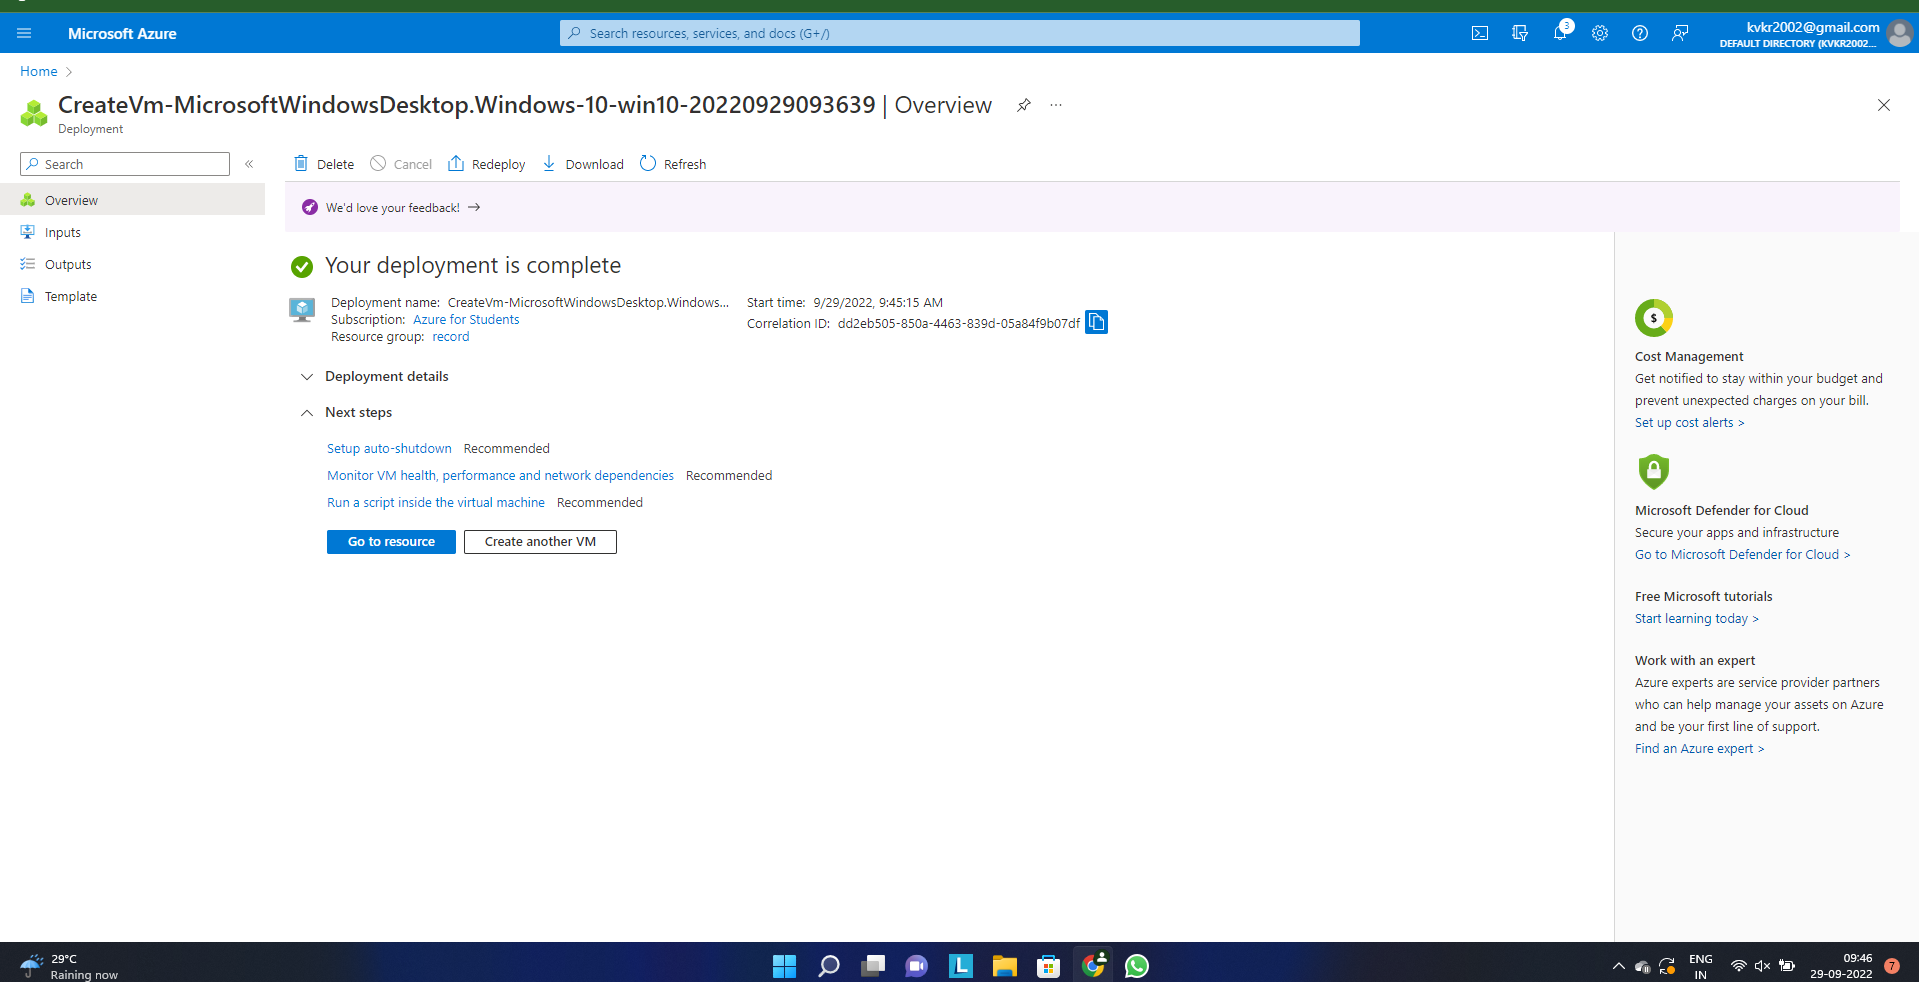 Microsoft Azure
Search resources, services, and docs (G+/)
3
kvkr2002@gmail.com
DEFAULT DIRECTORY (KVKR2002...
Home >
CreateVm-MicrosoftWindowsDesktop.Windows-10-win10-20220929093639 | Overview
...
Deployment
Search
«
Delete
Cancel
Redeploy
Download
Refresh
Overview
Inputs
Outputs
Template
We'd love your feedback! →
Your deployment is complete
Deployment name: CreateVm-MicrosoftWindowsDesktop.Windows...
Subscription: Azure for Students
Resource group: record
Start time: 9/29/2022, 9:45:15 AM
Correlation ID: dd2eb505-850a-4463-839d-05a84f9b07df
Deployment details
Next steps
Setup auto-shutdown Recommended
Monitor VM health, performance and network dependencies Recommended
Run a script inside the virtual machine Recommended
Go to resource
Create another VM
$
Cost Management
Get notified to stay within your budget and
prevent unexpected charges on your bill.
Set up cost alerts >
Microsoft Defender for Cloud
Secure your apps and infrastructure
Go to Microsoft Defender for Cloud >
Free Microsoft tutorials
Start learning today >
Work with an expert
Azure experts are service provider partners
who can help manage your assets on Azure
and be your first line of support.
Find an Azure expert >
29°C
Raining now
L
ENG
IN
09:46
29-09-2022
7